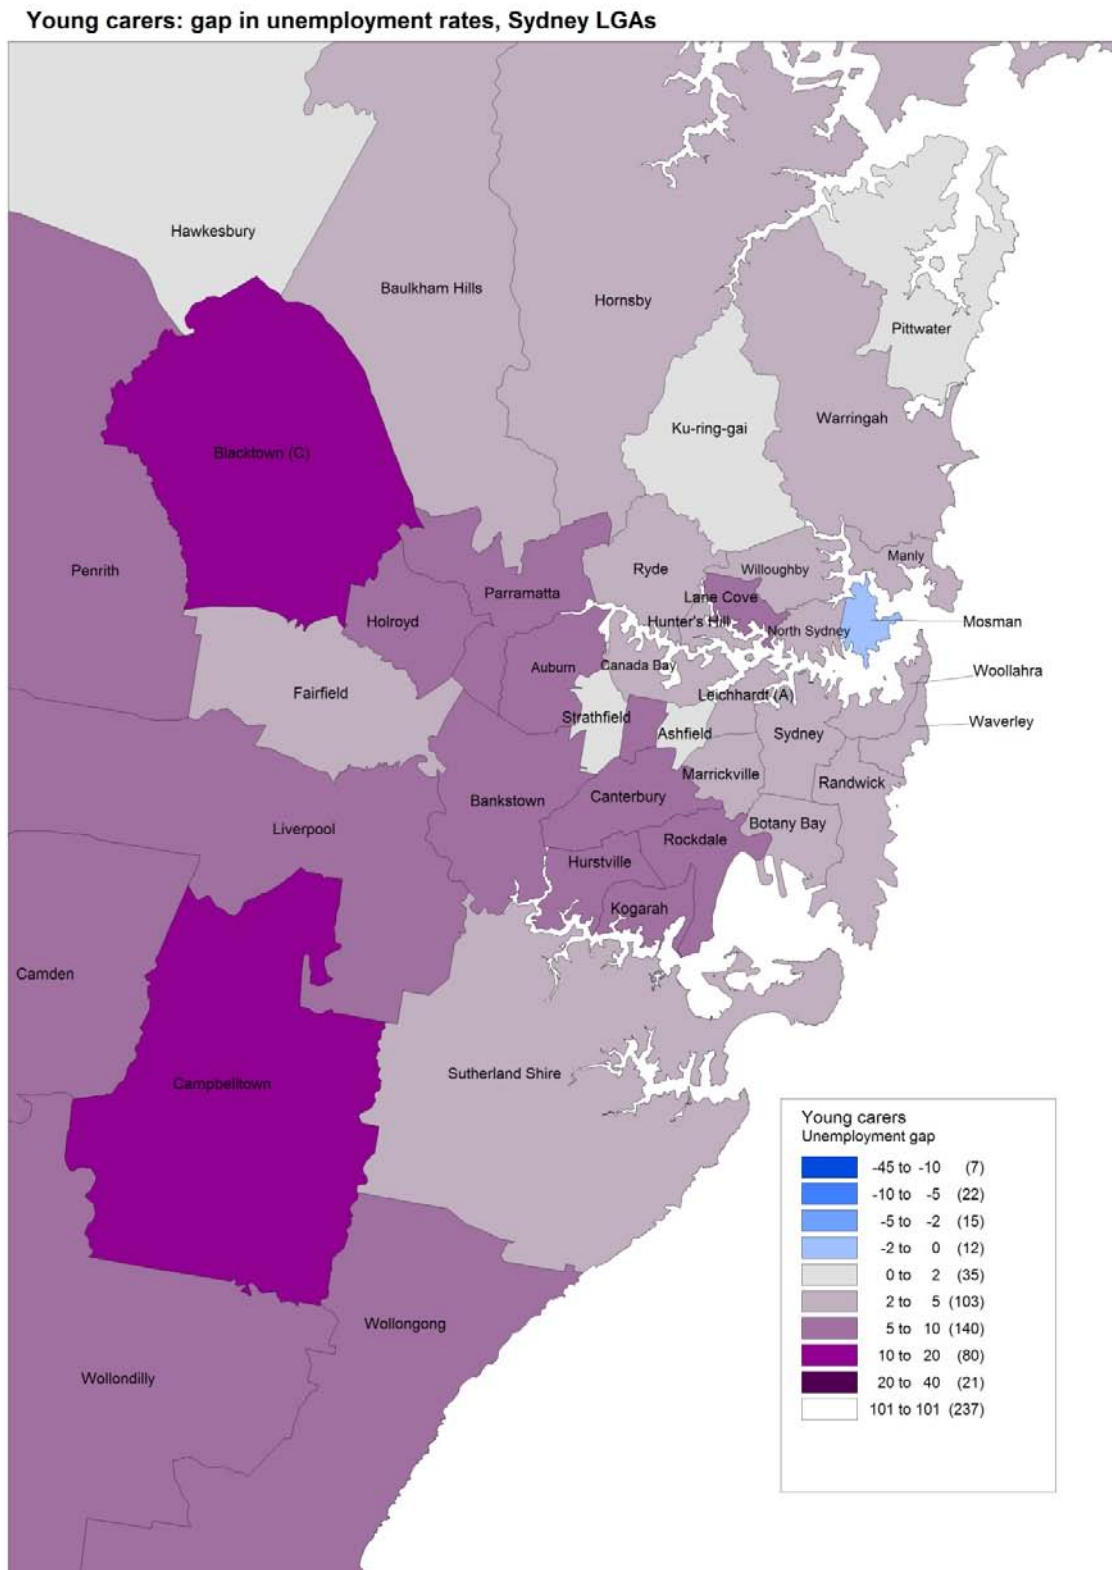 Young carers: gap in unemployment rates, Sydney LGAs
Hawkesbury
Baulkham Hills
Hornsby
Pittwater
Ku-ring-gai
Warringah
Blacktown (C)
Penrith
Manly
Ryde
Willoughby
Parramatta
Lane Cove
Holroyd
Hunter's Hill
North Sydney
Mosman
Auburn
Canada Bay
Woollahra
Fairfield
Leichhardt (A)
Strathfield
Ashfield
Sydney
Waverley
Marrickville
Randwick
Bankstown
Canterbury
Liverpool
Botany Bay
Rockdale
Hurstville
Kogarah
Camden
Sutherland Shire
Campbelltown
Wollongong
Wollondilly
Young carers
Unemployment gap
-45 to -10 (7)
-10 to -5 (22)
-5 to -2 (15)
-2 to 0 (12)
0 to 2 (35)
2 to 5 (103)
5 to 10 (140)
10 to 20 (80)
20 to 40 (21)
101 to 101 (237)